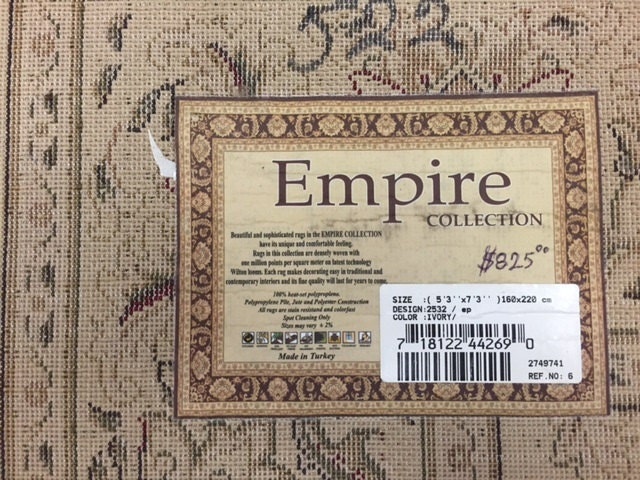 522
Empire
COLLECTION
Beautiful and sophisticated rugs in the EMPIRE COLLECTION
have its unique and comfortable feeling.
Rugs in this collection are densely woven with
one million points per square meter on latest technology
Wilton looms. Each rug makes decorating easy in traditional and
contemporary interiors and its fine quality will last for years to come.
$825⁰⁰
100% heat-set polypropylene
Polypropylene Pile, Jute and Polyester Construction
All rugs are stain resistand and colorfast
Spot Cleaning Only
Sizes may vary ± 2%
Made in Turkey
SIZE :( 5'3''x7'3'' )160x220 cm
DESIGN:2532 / ep
COLOR :IVORY/
7 18122 44269 0
2749741
REF.NO: 6